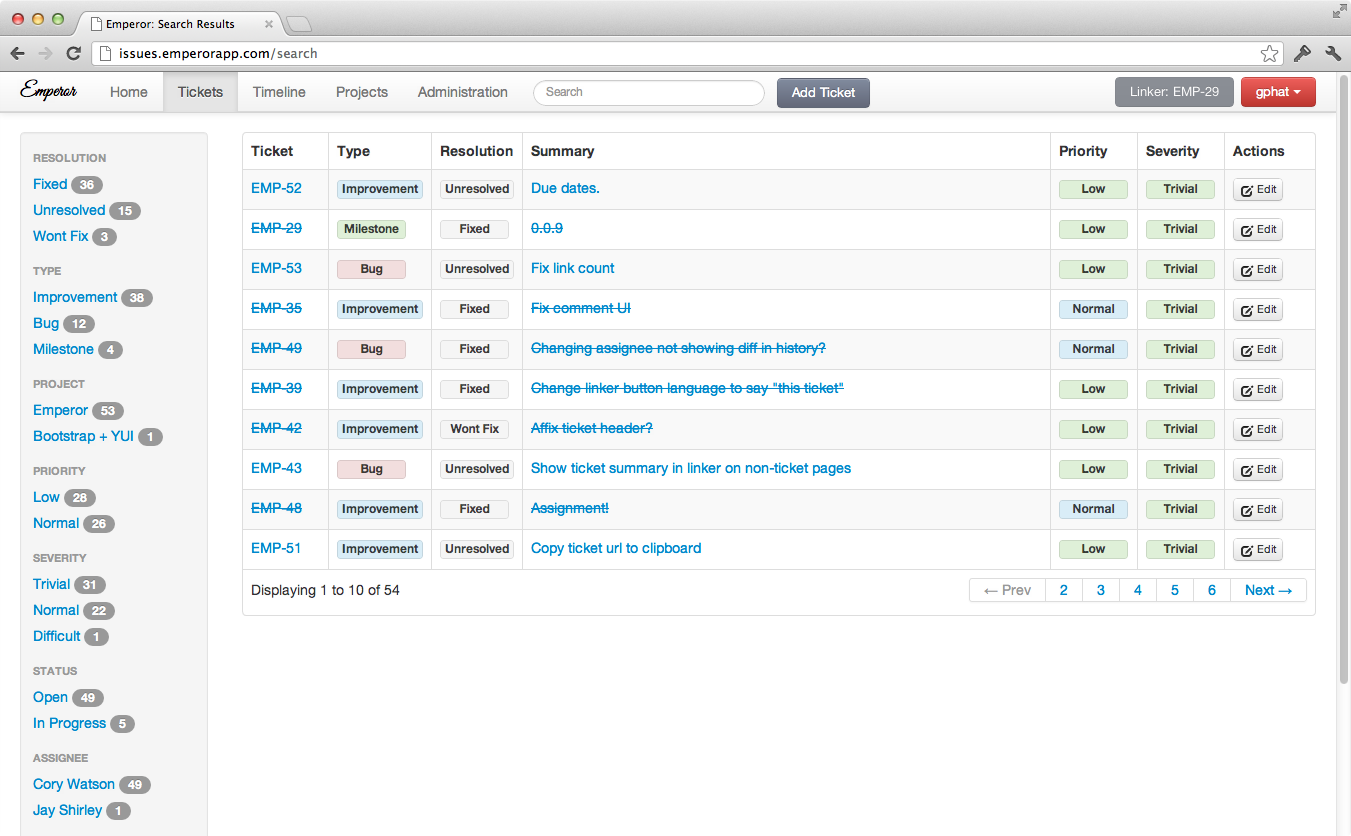 Emperor: Search Results
issues.emperorapp.com/search
Emperor Home Tickets Timeline Projects Administration Search Add Ticket Linker: EMP-29 gphat
RESOLUTION
Fixed 36
Unresolved 15
Wont Fix 3
TYPE
Improvement 38
Bug 12
Milestone 4
PROJECT
Emperor 53
Bootstrap + YUI 1
PRIORITY
Low 28
Normal 26
SEVERITY
Trivial 31
Normal 22
Difficult 1
STATUS
Open 49
In Progress 5
ASSIGNEE
Cory Watson 49
Jay Shirley 1
Ticket Type Resolution Summary Priority Severity Actions
EMP-52 Improvement Unresolved Due dates. Low Trivial Edit
EMP-29 Milestone Fixed 0.0.9 Low Trivial Edit
EMP-53 Bug Unresolved Fix link count Low Trivial Edit
EMP-35 Improvement Fixed Fix comment UI Normal Trivial Edit
EMP-49 Bug Fixed Changing assignee not showing diff in history? Normal Trivial Edit
EMP-39 Improvement Fixed Change linker button language to say "this ticket" Low Trivial Edit
EMP-42 Improvement Wont Fix Affix ticket header? Low Trivial Edit
EMP-43 Bug Unresolved Show ticket summary in linker on non-ticket pages Low Trivial Edit
EMP-48 Improvement Fixed Assignment! Normal Trivial Edit
EMP-51 Improvement Unresolved Copy ticket url to clipboard Low Trivial Edit
Displaying 1 to 10 of 54 ← Prev 2 3 4 5 6 Next →